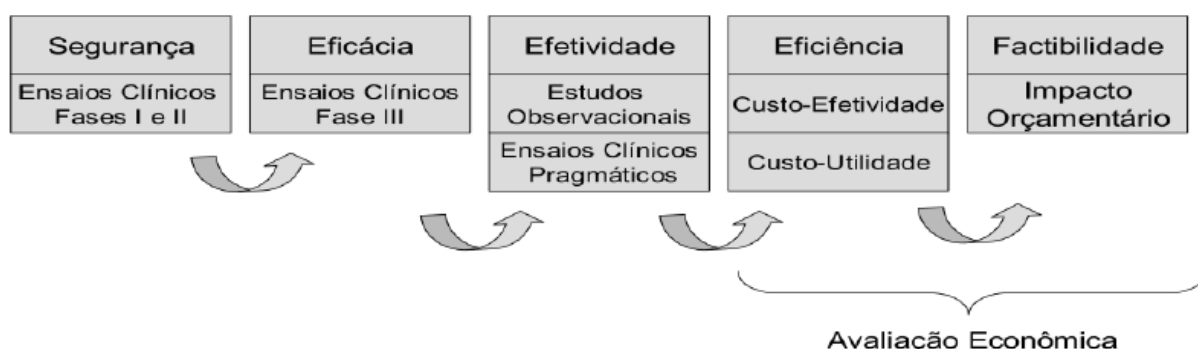 Segurança
Ensaios Clínicos
Fases I e II
Eficácia
Ensaios Clínicos
Fase III
Efetividade
Estudos
Observacionais
Ensaios Clínicos
Pragmáticos
Eficiência
Custo-Efetividade
Custo-Utilidade
Factibilidade
Impacto
Orçamentário
Avaliação Econômica